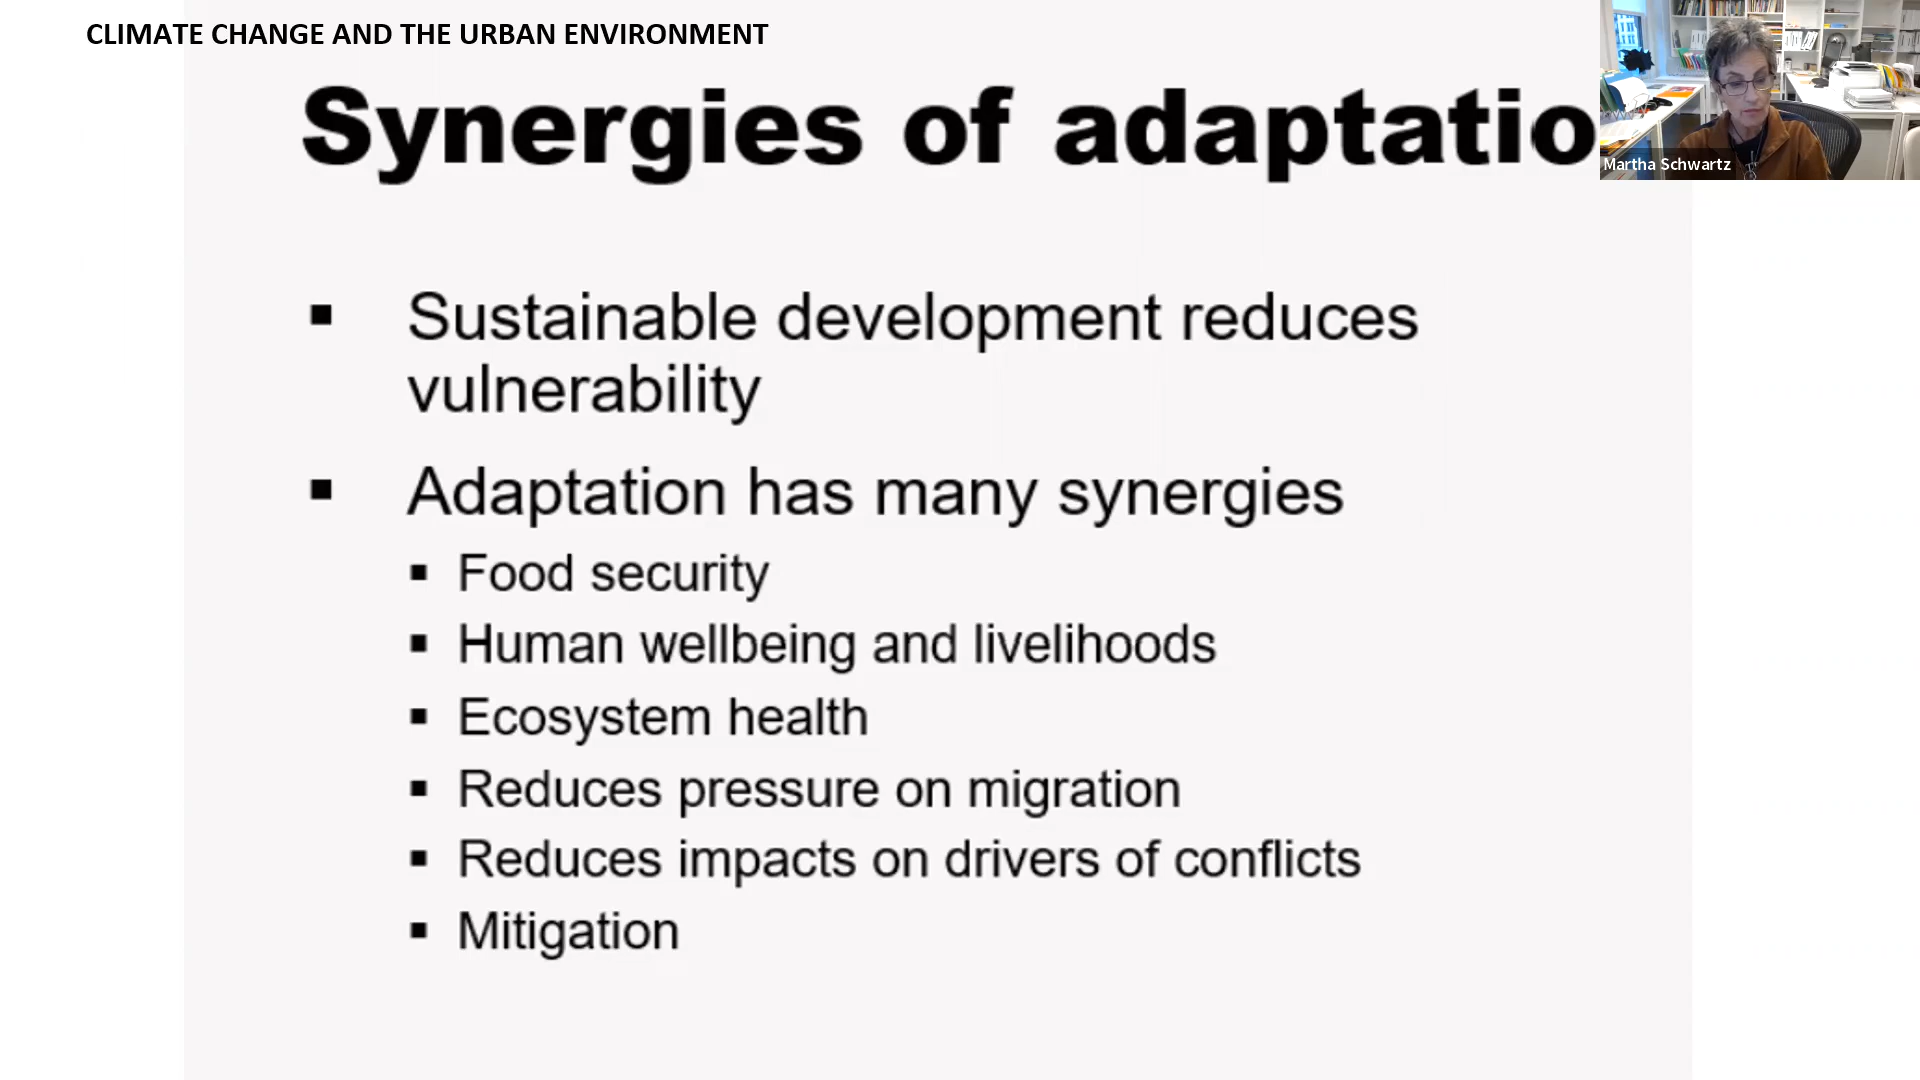 CLIMATE CHANGE AND THE URBAN ENVIRONMENT
Synergies of adaptatio
Martha Schwartz
▪ Sustainable development reduces
vulnerability
▪ Adaptation has many synergies
▪ Food security
▪ Human wellbeing and livelihoods
▪ Ecosystem health
▪ Reduces pressure on migration
▪ Reduces impacts on drivers of conflicts
▪ Mitigation